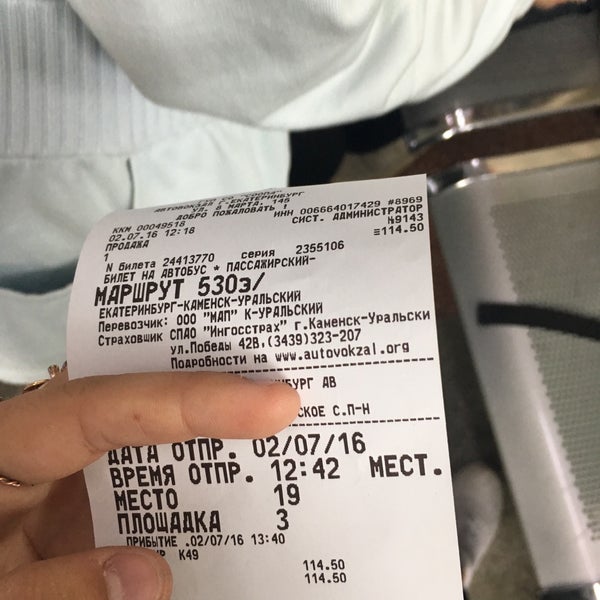 АВТОВОКЗАЛ Г.ЕКАТЕРИНБУРГ
УЛ. 8 МАРТА, 145
ДОБРО ПОЖАЛОВАТЬ !
ККМ 00049518 ИНН 006664017429 #8969
02.07.16 12:18 СИСТ. АДМИНИСТРАТОР
ПРОДАЖА №9143
1 ≡114.50
N билета 24413770 серия 2355106
БИЛЕТ НА АВТОБУС * ПАССАЖИРСКИЙ-
МАРШРУТ 530э/
ЕКАТЕРИНБУРГ-КАМЕНСК-УРАЛЬСКИЙ
Перевозчик: ООО "МАП" К-УРАЛЬСКИЙ
Страховщик СПАО "Ингосстрах" г.Каменск-Уральски
ул.Победы 42В,(3439)323-207
Подробности на www.autovokzal.org
НБУРГ АВ
СКОЕ С.П-Н
ДАТА ОТПР. 02/07/16
ВРЕМЯ ОТПР. 12:42 МЕСТ.
МЕСТО 19
ПЛОЩАДКА 3
ПРИБЫТИЕ .02/07/16 13:40
К49
114.50
114.50